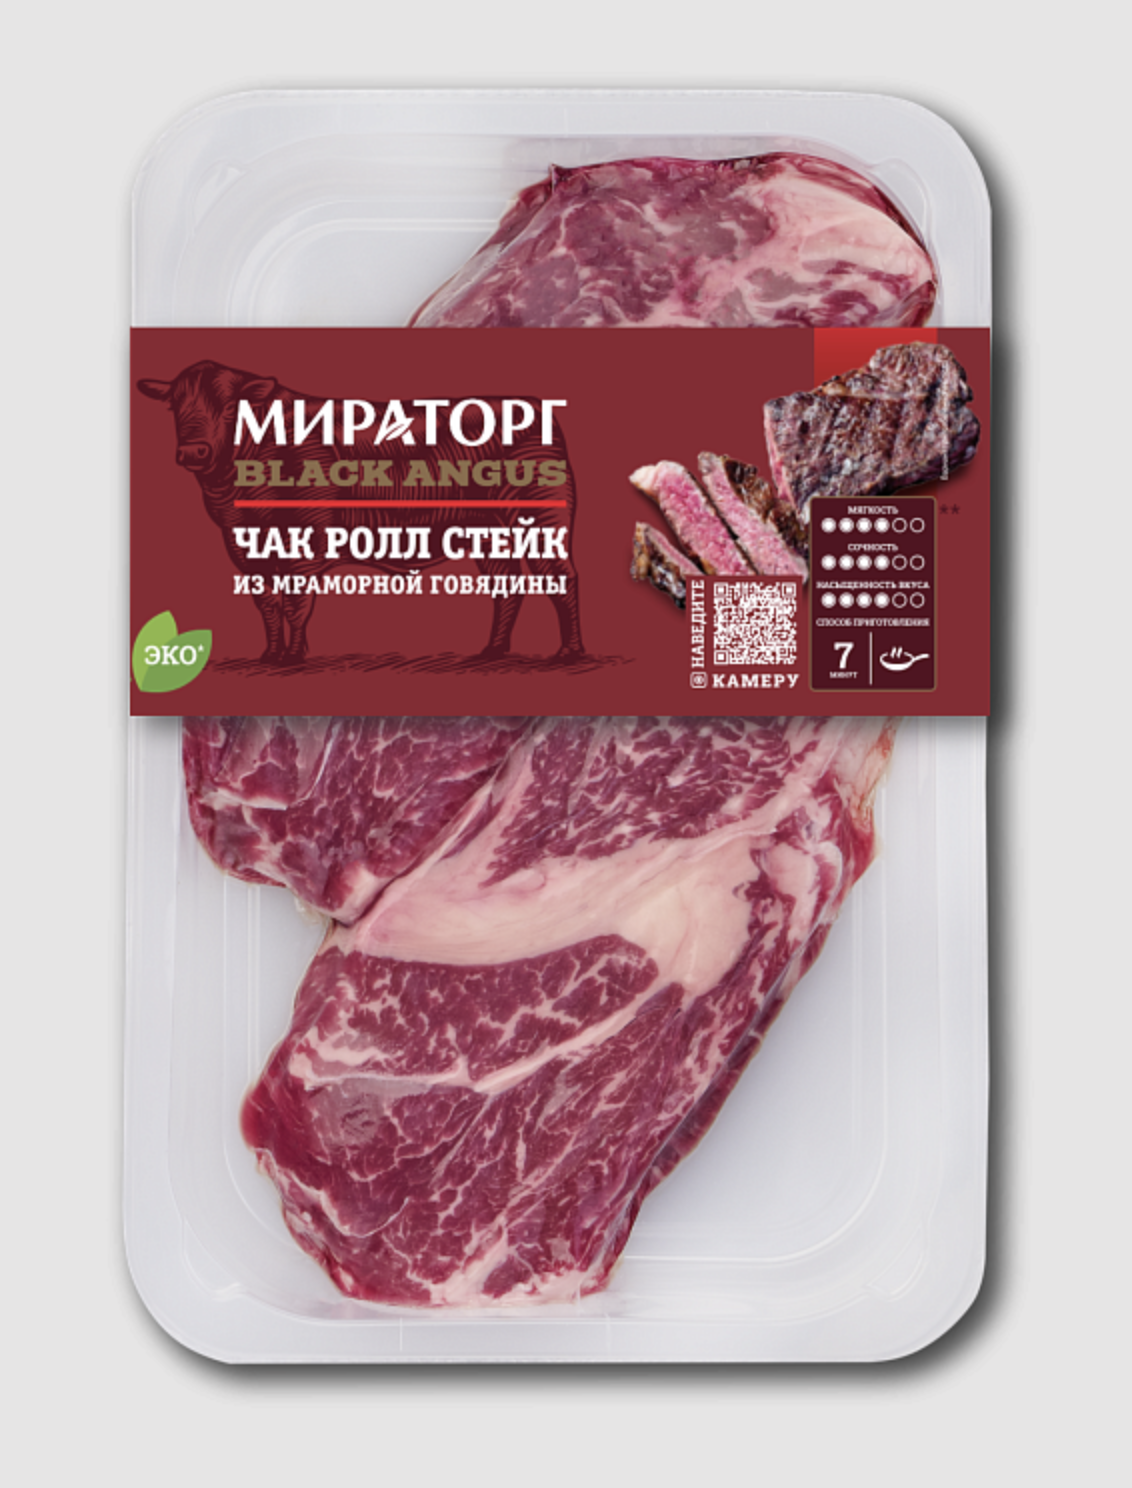 МИРАТОРГ
BLACK ANGUS
ЧАК РОЛЛ СТЕЙК
ИЗ МРАМОРНОЙ ГОВЯДИНЫ
ЭКО*
НАВЕДИТЕ
КАМЕРУ
**
МЯГКОСТЬ
СОЧНОСТЬ
НАСЫЩЕННОСТЬ ВКУСА
СПОСОБ ПРИГОТОВЛЕНИЯ
7
МИНУТ